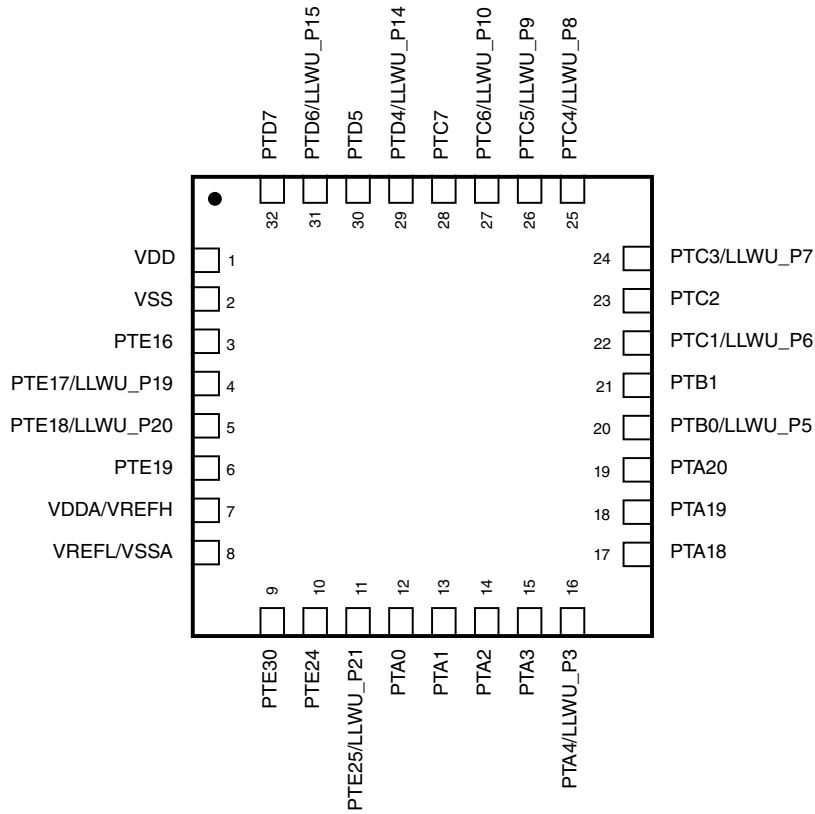 PTD7
PTD6/LLWU_P15
PTD5
PTD4/LLWU_P14
PTC7
PTC6/LLWU_P10
PTC5/LLWU_P9
PTC4/LLWU_P8
32
31
30
29
28
27
26
25
VDD 1
VSS 2
PTE16 3
PTE17/LLWU_P19 4
PTE18/LLWU_P20 5
PTE19 6
VDDA/VREFH 7
VREFL/VSSA 8
24 PTC3/LLWU_P7
23 PTC2
22 PTC1/LLWU_P6
21 PTB1
20 PTB0/LLWU_P5
19 PTA20
18 PTA19
17 PTA18
9
10
11
12
13
14
15
16
PTE30
PTE24
PTE25/LLWU_P21
PTA0
PTA1
PTA2
PTA3
PTA4/LLWU_P3